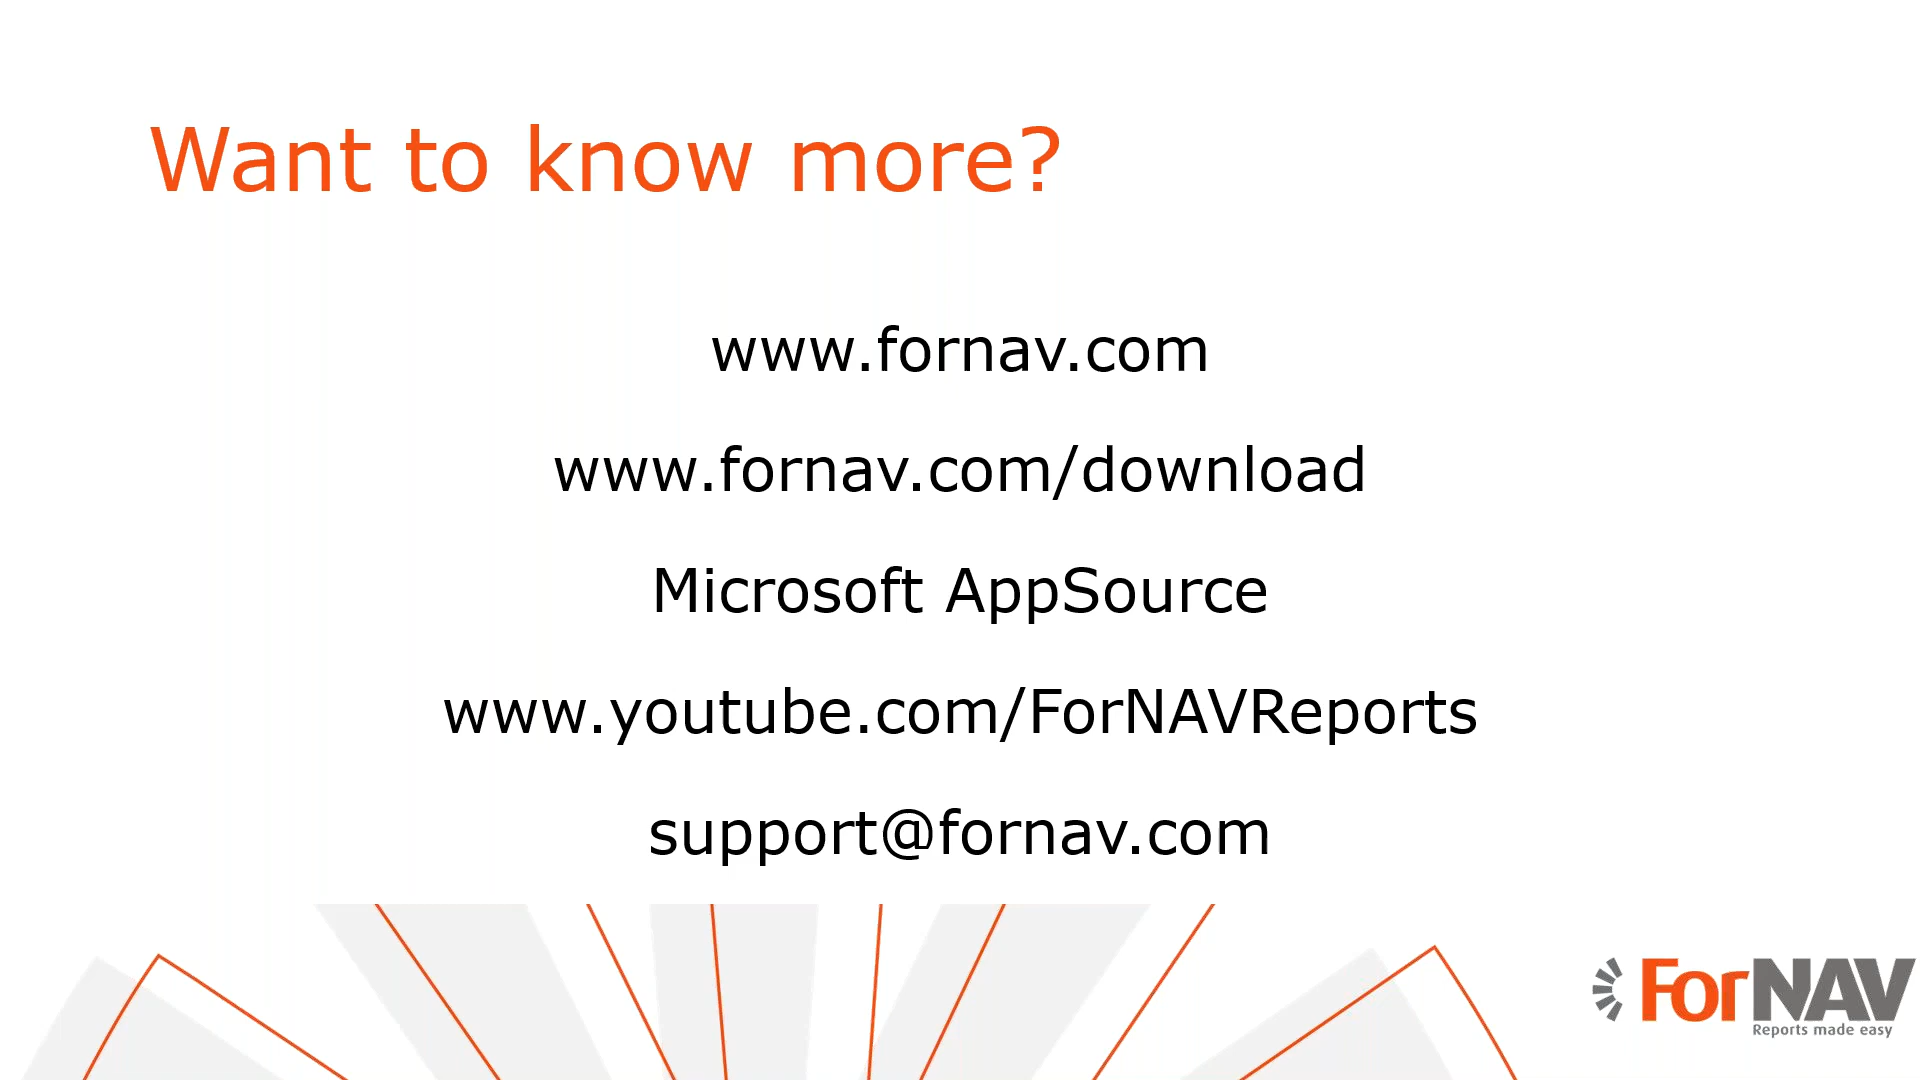 Want to know more?
www.fornav.com
www.fornav.com/download
Microsoft AppSource
www.youtube.com/ForNAVReports
support@fornav.com
ForNAV
Reports made easy